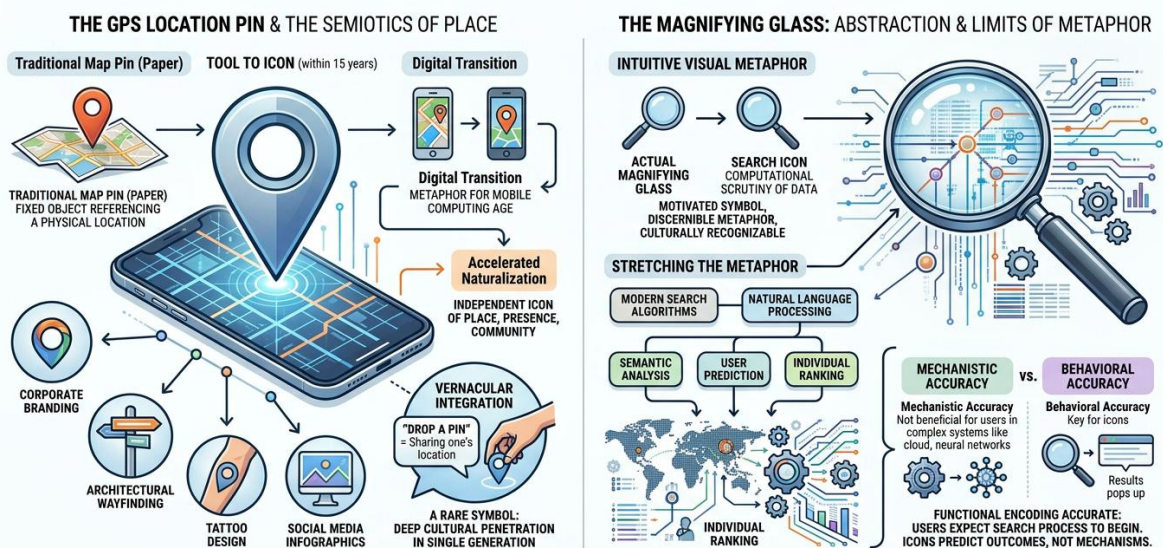 THE GPS LOCATION PIN & THE SEMIOTICS OF PLACE
Traditional Map Pin (Paper)
TOOL TO ICON (within 15 years)
Digital Transition
TRADITIONAL MAP PIN (PAPER)
FIXED OBJECT REFERENCING
A PHYSICAL LOCATION
Digital Transition
METAPHOR FOR MOBILE
COMPUTING AGE
Accelerated
Naturalization
INDEPENDENT ICON
OF PLACE, PRESENCE,
COMMUNITY
CORPORATE
BRANDING
ARCHITECTURAL
WAYFINDING
TATTOO
DESIGN
SOCIAL MEDIA
INFOGRAPHICS
VERNACULAR
INTEGRATION
"DROP A PIN"
= Sharing one's
location
A RARE SYMBOL:
DEEP CULTURAL PENETRATION
IN SINGLE GENERATION
THE MAGNIFYING GLASS: ABSTRACTION & LIMITS OF METAPHOR
INTUITIVE VISUAL METAPHOR
ACTUAL
MAGNIFYING
GLASS
SEARCH ICON
COMPUTATIONAL
SCRUTINY OF DATA
MOTIVATED SYMBOL,
DISCERNIBLE METAPHOR,
CULTURALLY RECOGNIZABLE
STRETCHING THE METAPHOR
MODERN SEARCH
ALGORITHMS
NATURAL LANGUAGE
PROCESSING
SEMANTIC
ANALYSIS
USER
PREDICTION
INDIVIDUAL
RANKING
INDIVIDUAL
RANKING
MECHANISTIC
ACCURACY
VS.
BEHAVIORAL
ACCURACY
Mechanistic Accuracy
Not beneficial for users in
complex systems like
cloud, neural networks
Behavioral Accuracy
Key for icons
Results
pops up
FUNCTIONAL ENCODING ACCURATE:
USERS EXPECT SEARCH PROCESS TO BEGIN.
ICONS PREDICT OUTCOMES, NOT MECHANISMS.